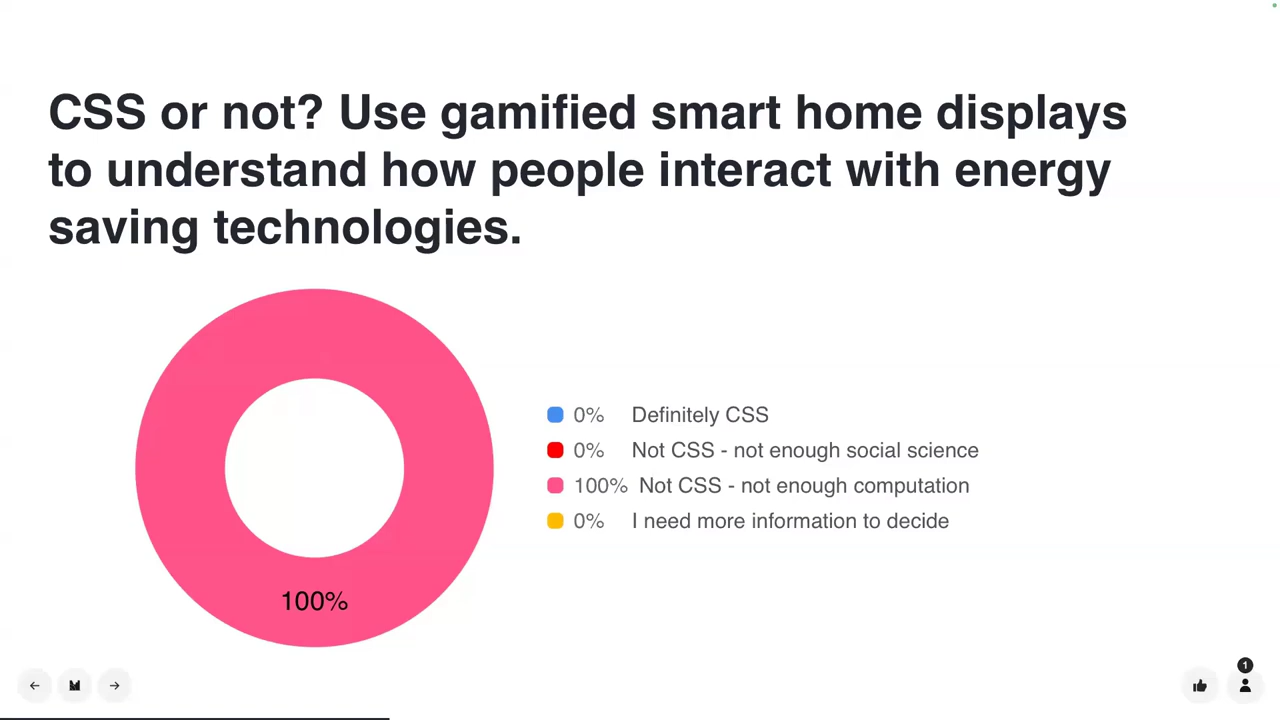 CSS or not? Use gamified smart home displays
to understand how people interact with energy
saving technologies.
100%
0% Definitely CSS
0% Not CSS - not enough social science
100% Not CSS - not enough computation
0% I need more information to decide
1